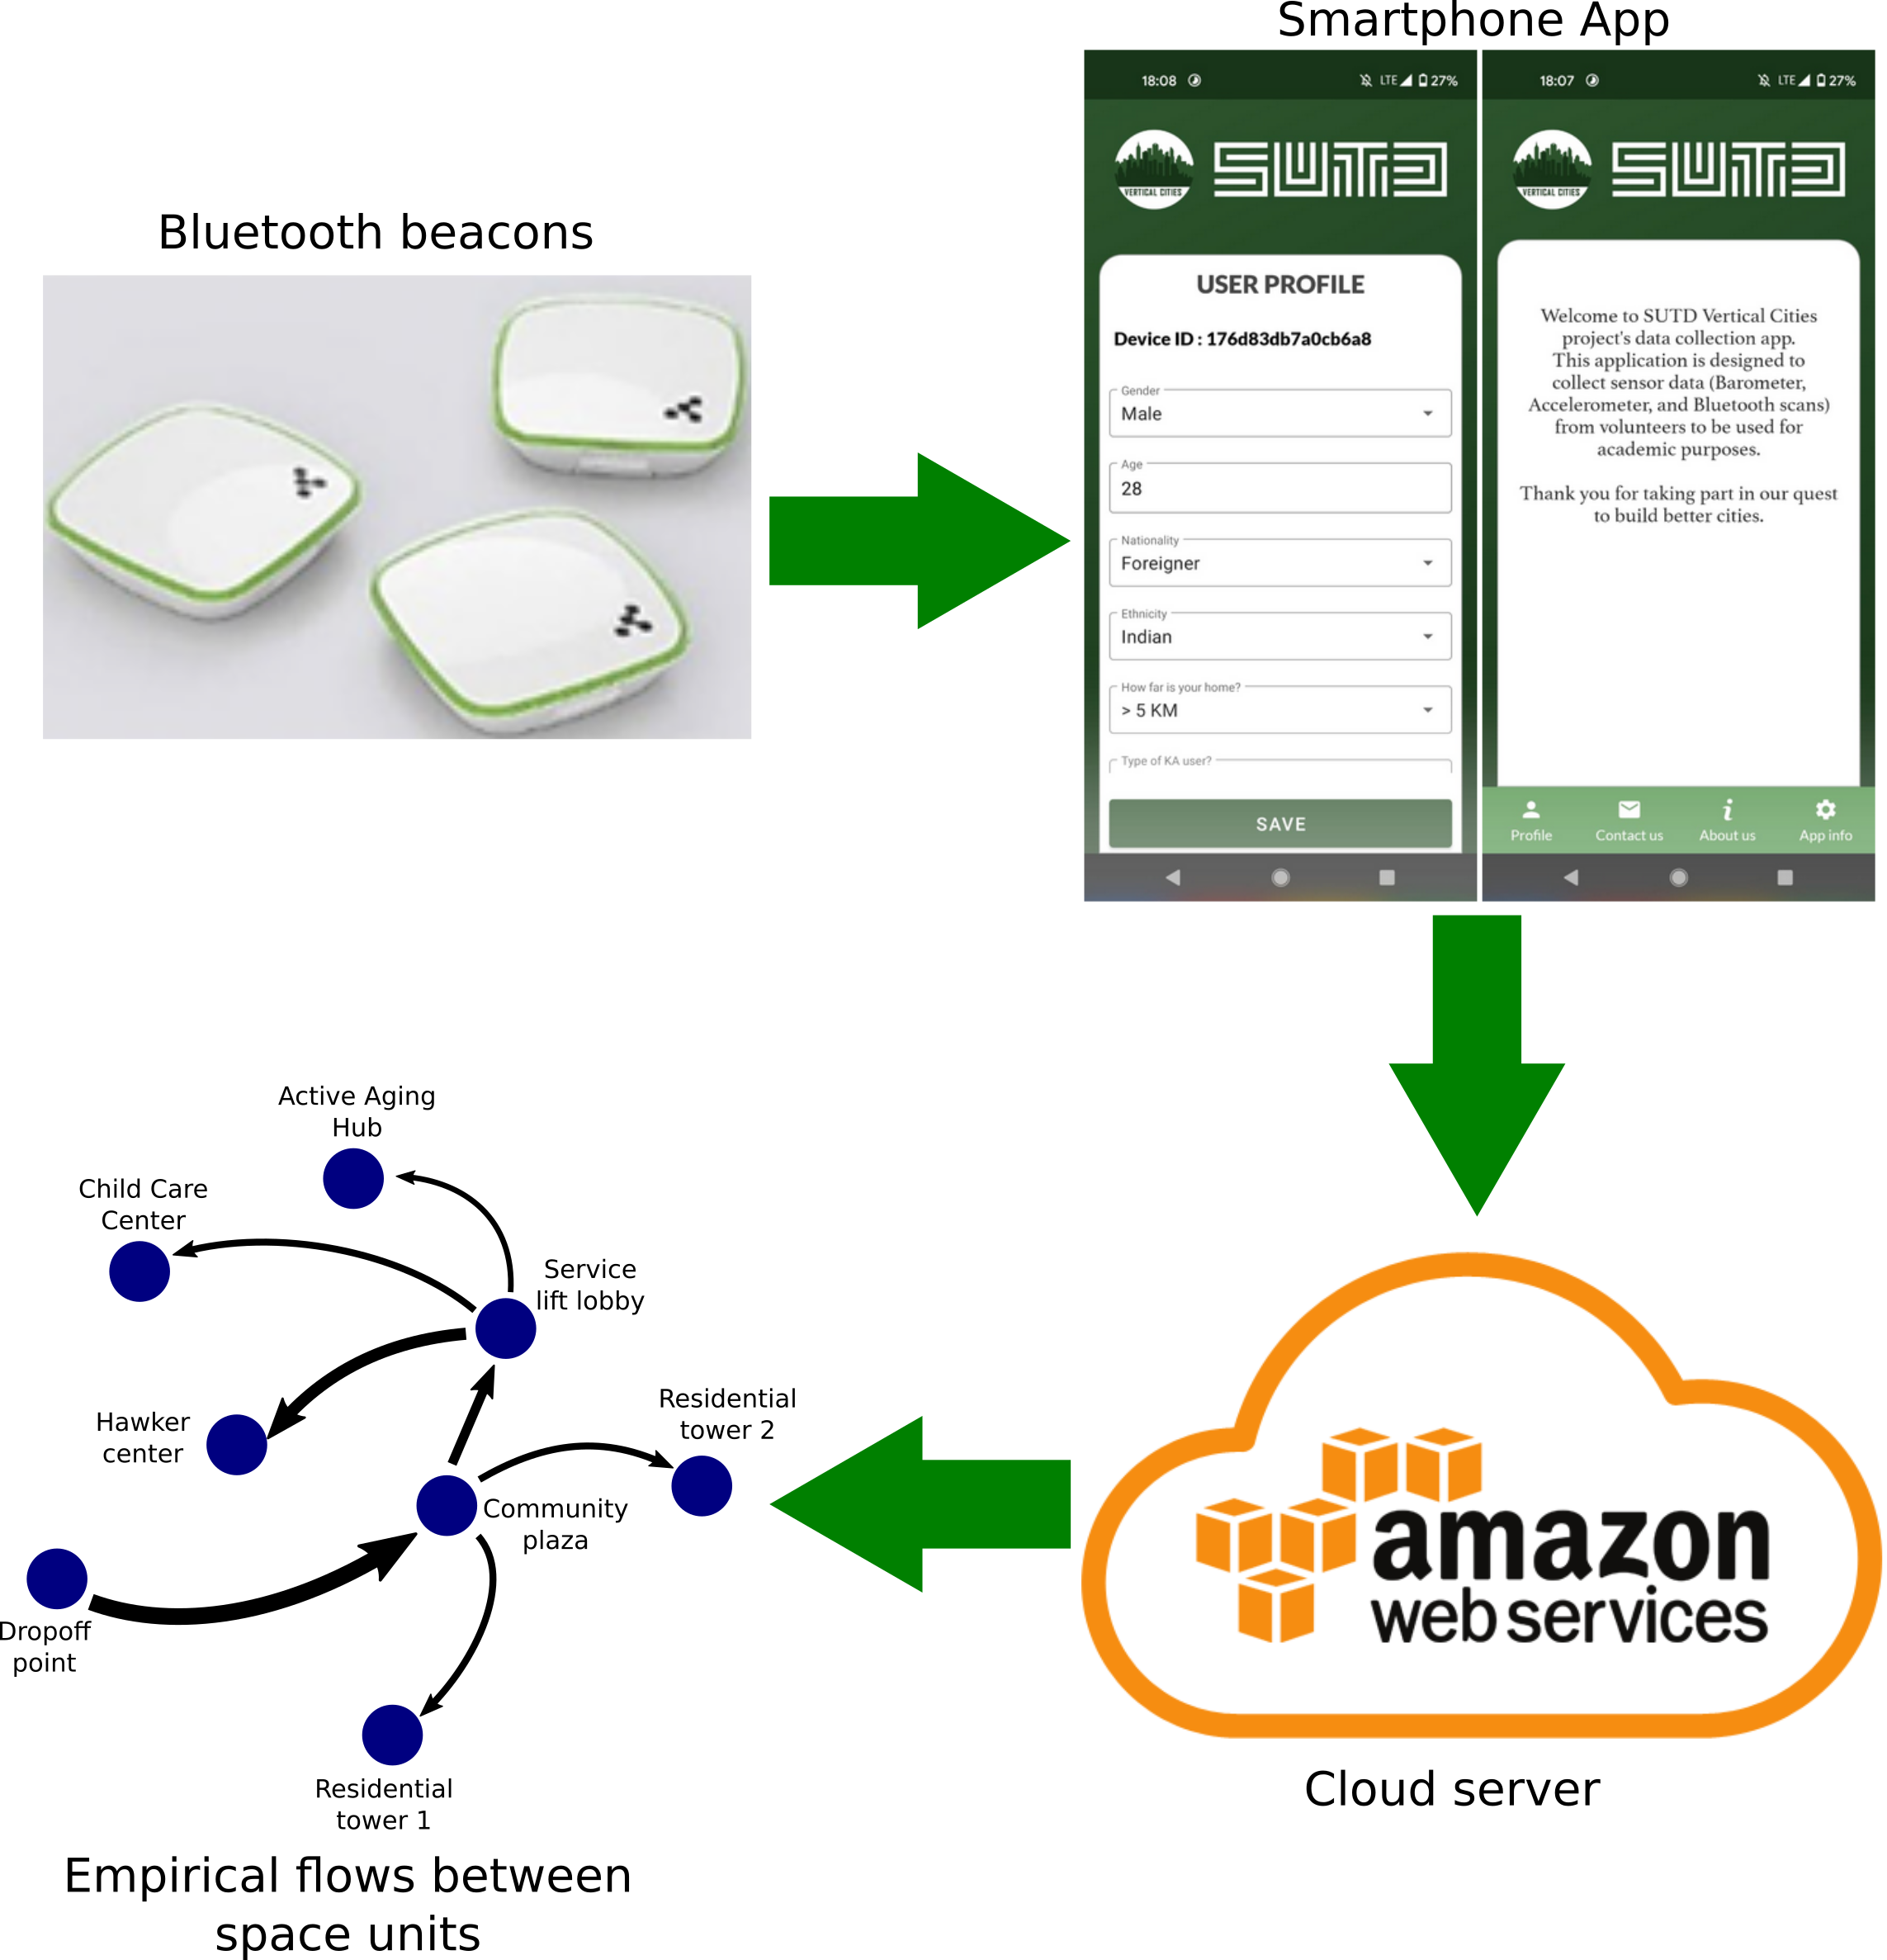 Smartphone App
Bluetooth beacons
18:08 LTE 27%
VERTICAL CITIES
SUTD
USER PROFILE
Device ID : 176d83db7a0cb6a8
Gender
Male
Age
28
Nationality
Foreigner
Ethnicity
Indian
How far is your home?
> 5 KM
Type of KA user?
SAVE
18:07 LTE 27%
VERTICAL CITIES
SUTD
Welcome to SUTD Vertical Cities
project's data collection app.
This application is designed to
collect sensor data (Barometer,
Accelerometer, and Bluetooth scans)
from volunteers to be used for
academic purposes.
Thank you for taking part in our quest
to build better cities.
Profile
Contact us
About us
App info
Active Aging
Hub
Child Care
Center
Service
lift lobby
Hawker
center
Residential
tower 2
Community
plaza
Dropoff
point
Residential
tower 1
Empirical flows between
space units
amazon
web services
Cloud server